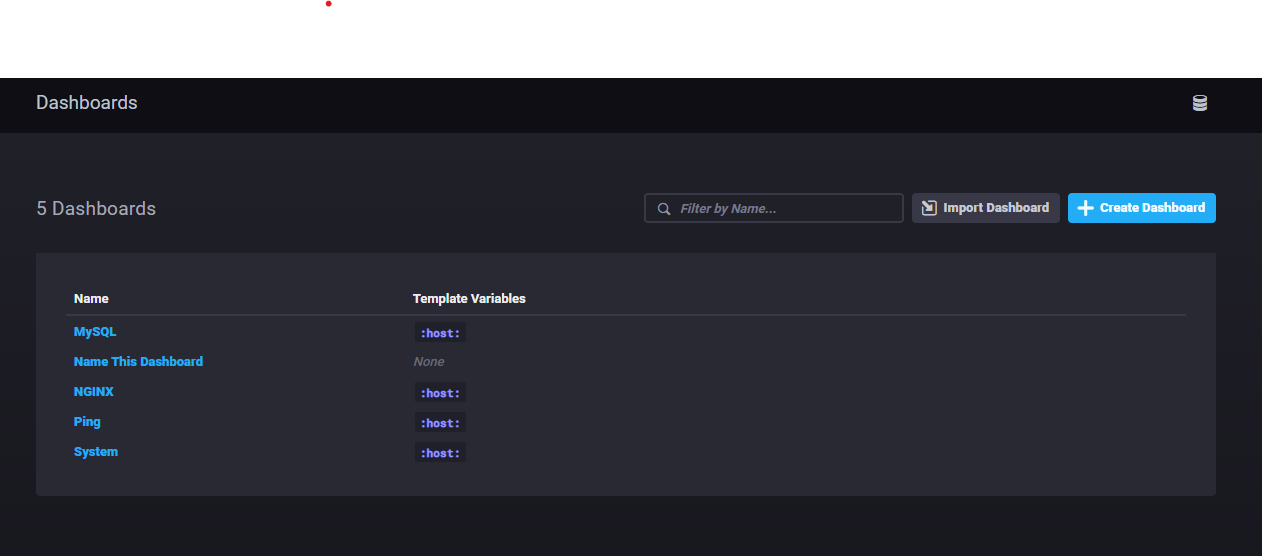 Dashboards
5 Dashboards
Filter by Name...
Import Dashboard
Create Dashboard
Name Template Variables
MySQL :host:
Name This Dashboard None
NGINX :host:
Ping :host:
System :host: